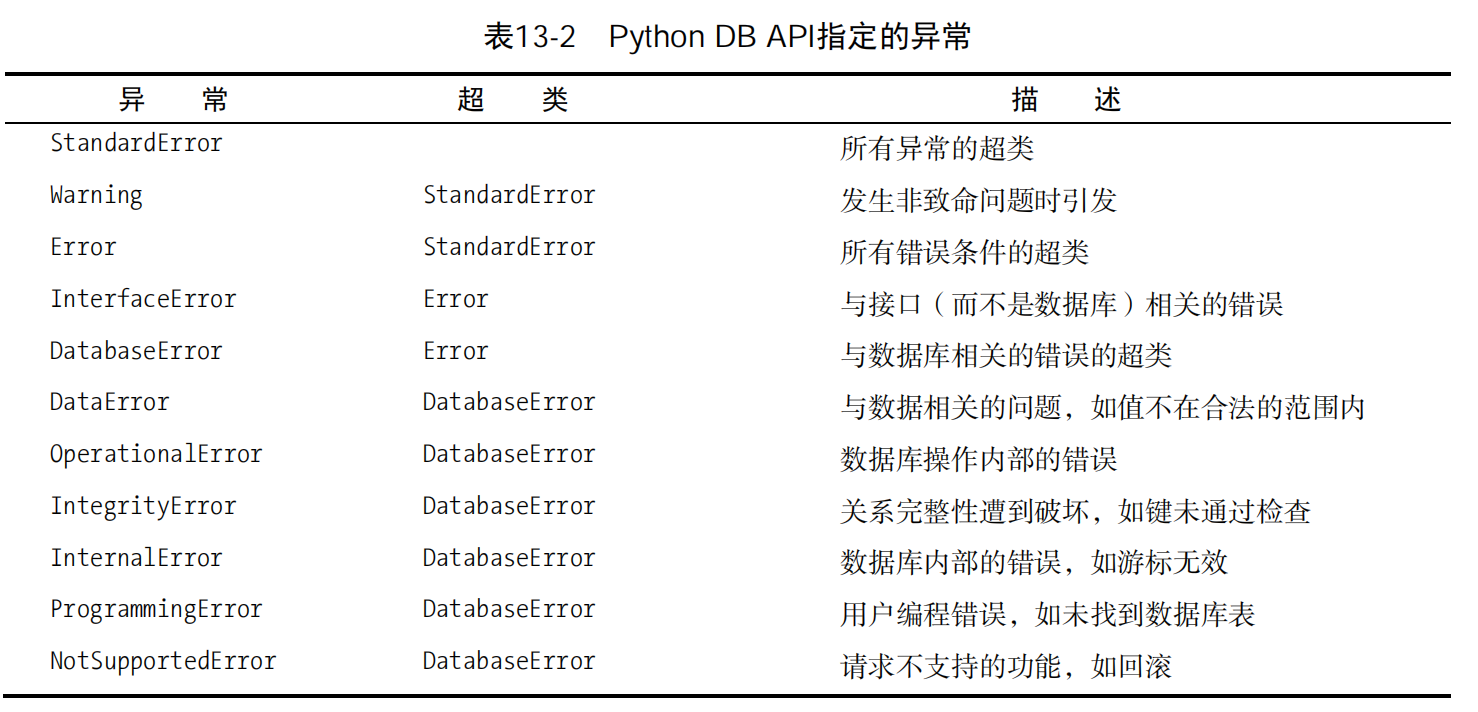 表13-2 Python DB API指定的异常
异 常 超 类 描 述
StandardError 所有异常的超类
Warning StandardError 发生非致命问题时引发
Error StandardError 所有错误条件的超类
InterfaceError Error 与接口（而不是数据库）相关的错误
DatabaseError Error 与数据库相关的错误的超类
DataError DatabaseError 与数据相关的问题，如值不在合法的范围内
OperationalError DatabaseError 数据库操作内部的错误
IntegrityError DatabaseError 关系完整性遭到破坏，如键未通过检查
InternalError DatabaseError 数据库内部的错误，如游标无效
ProgrammingError DatabaseError 用户编程错误，如未找到数据库表
NotSupportedError DatabaseError 请求不支持的功能，如回滚